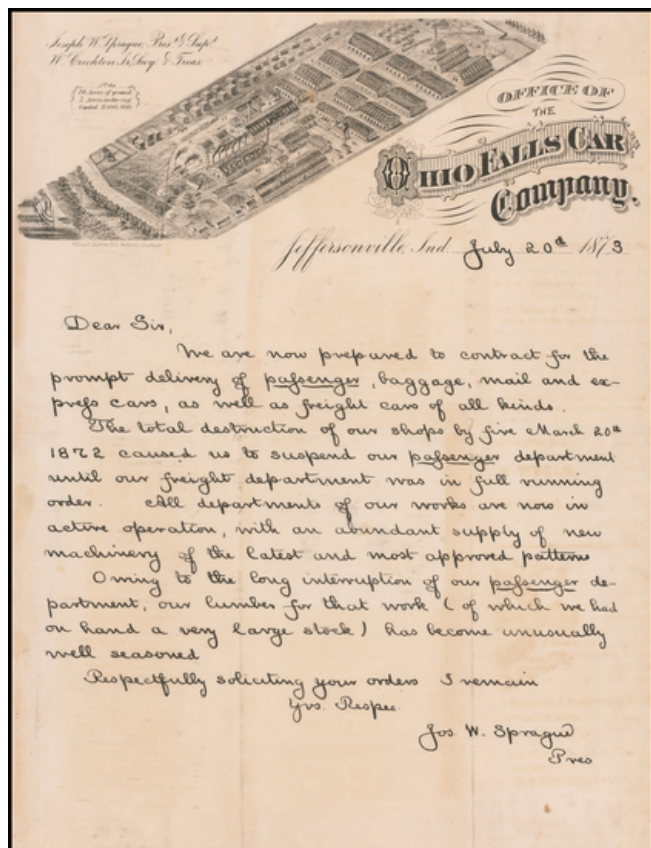 Joseph W. Sprague, Prest. & Supt.
W. Crichton Jr, Secy. & Treas
OFFICE OF
THE
OHIO FALLS CAR
Company.
Jeffersonville, Ind. July 20th 1873
Dear Sir,
We are now prepared to contract for the
prompt delivery of passenger, baggage, mail and ex-
press cars, as well as freight cars of all kinds.
The total destruction of our shops by fire March 20th
1872 caused us to suspend our passenger department
until our freight department was in full running
order. All departments of our works are now in
active operation, with an abundant supply of new
machinery of the latest and most approved patterns
Owing to the long interruption of our passenger de-
partment, our lumber for that work (of which we had
on hand a very large stock) has become unusually
well seasoned
Respectfully soliciting your orders I remain
Yrs. Respec.
Jos. W. Sprague
Pres